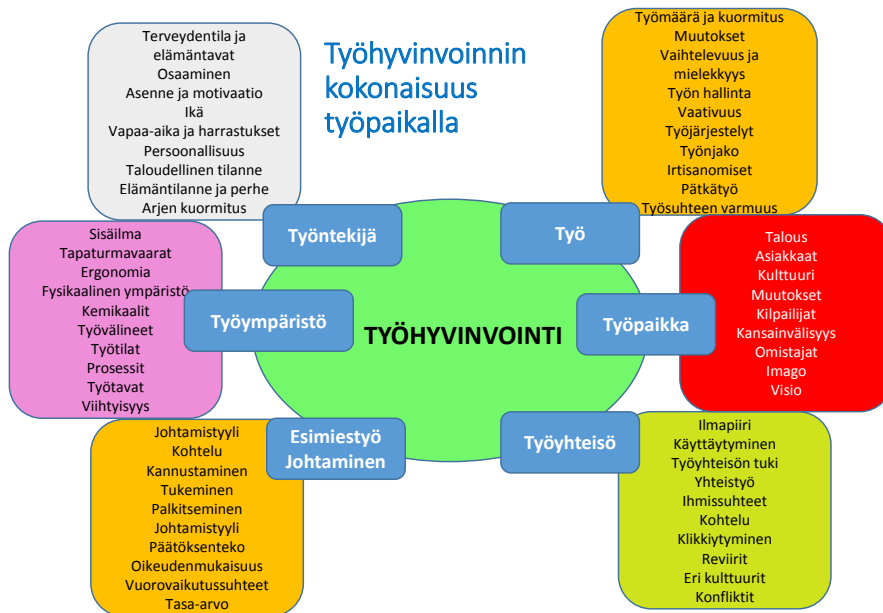 Työhyvinvoinnin
kokonaisuus
työpaikalla
Terveydentila ja
elämäntavat
Osaaminen
Asenne ja motivaatio
Ikä
Vapaa-aika ja harrastukset
Persoonallisuus
Taloudellinen tilanne
Elämäntilanne ja perhe
Arjen kuormitus
Työntekijä
Työmäärä ja kuormitus
Muutokset
Vaihtelevuus ja
mielekkyys
Työn hallinta
Vaativuus
Työjärjestelyt
Työnjako
Irtisanomiset
Pätkätyö
Työsuhteen varmuus
Työ
Sisäilma
Tapaturmavaarat
Ergonomia
Fysikaalinen ympäristö
Kemikaalit
Työvälineet
Työtilat
Prosessit
Työtavat
Viihtyisyys
Työympäristö
TYÖHYVINVOINTI
Työpaikka
Talous
Asiakkaat
Kulttuuri
Muutokset
Kilpailijat
Kansainvälisyys
Omistajat
Imago
Visio
Johtamistyyli
Kohtelu
Kannustaminen
Tukeminen
Palkitseminen
Johtamistyyli
Päätöksenteko
Oikeudenmukaisuus
Vuorovaikutussuhteet
Tasa-arvo
Esimiestyö
Johtaminen
Työyhteisö
Ilmapiiri
Käyttäytyminen
Työyhteisön tuki
Yhteistyö
Ihmissuhteet
Kohtelu
Klikkiytyminen
Reviirit
Eri kulttuurit
Konfliktit